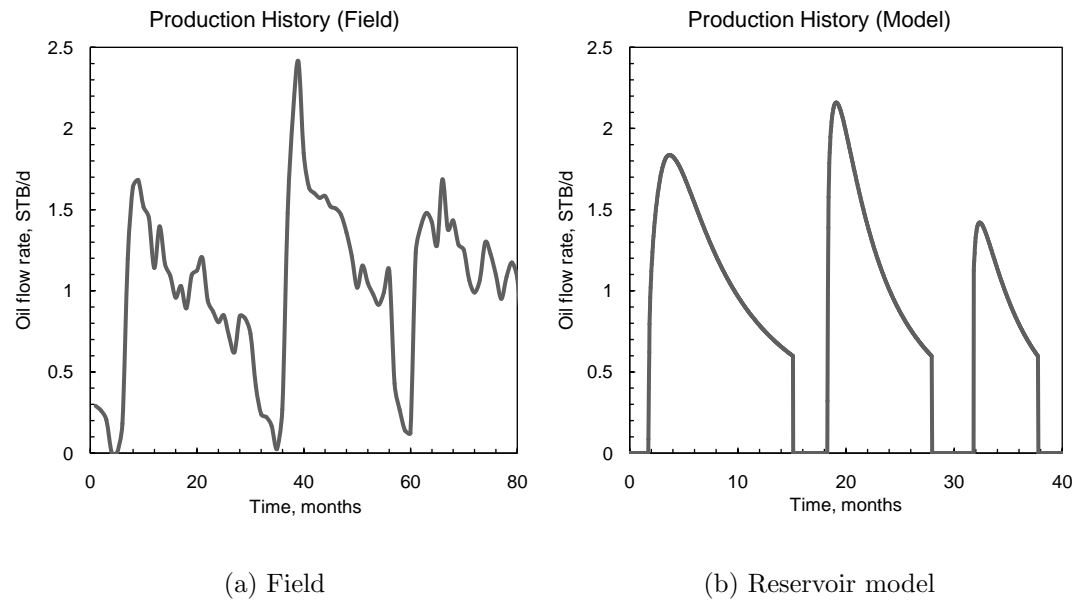 Production History (Field)
2.5
2
1.5
1
0.5
0
Oil flow rate, STB/d
0 20 40 60 80
Time, months
(a) Field
Production History (Model)
2.5
2
1.5
1
0.5
0
Oil flow rate, STB/d
0 10 20 30 40
Time, months
(b) Reservoir model